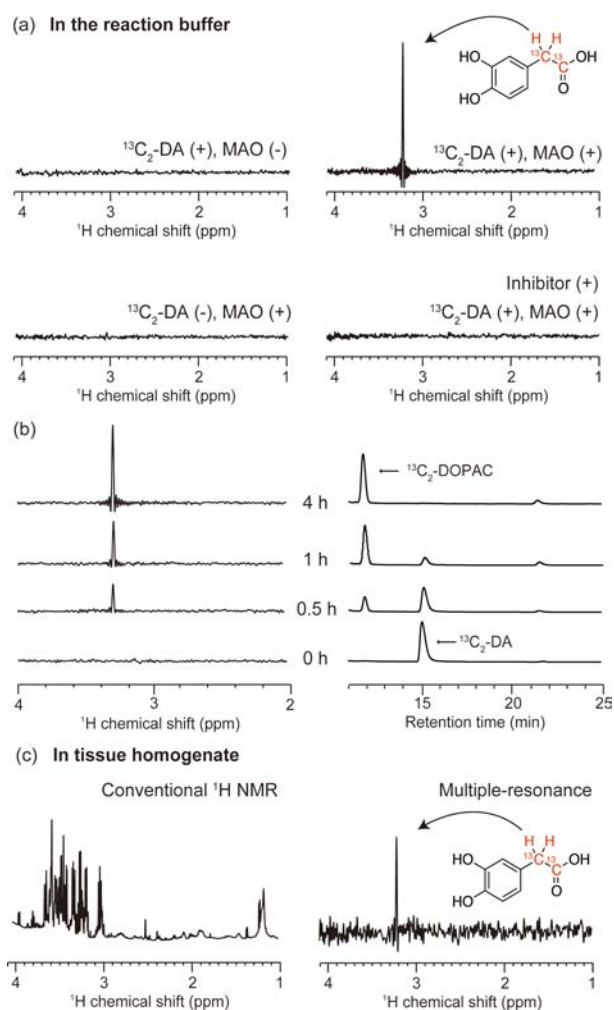 (a) In the reaction buffer
H H
¹³C ¹³C OH
HO
HO O
¹³C₂-DA (+), MAO (-)
¹³C₂-DA (+), MAO (+)
4 3 2 1
¹H chemical shift (ppm)
4 3 2 1
¹H chemical shift (ppm)
Inhibitor (+)
¹³C₂-DA (-), MAO (+)
¹³C₂-DA (+), MAO (+)
4 3 2 1
¹H chemical shift (ppm)
4 3 2 1
¹H chemical shift (ppm)
(b)
¹³C₂-DOPAC
4 h
1 h
0.5 h
¹³C₂-DA
0 h
4 3 2
¹H chemical shift (ppm)
15 20 25
Retention time (min)
(c) In tissue homogenate
Conventional ¹H NMR
Multiple-resonance
H H
¹³C ¹³C OH
HO
HO O
4 3 2 1
¹H chemical shift (ppm)
4 3 2 1
¹H chemical shift (ppm)